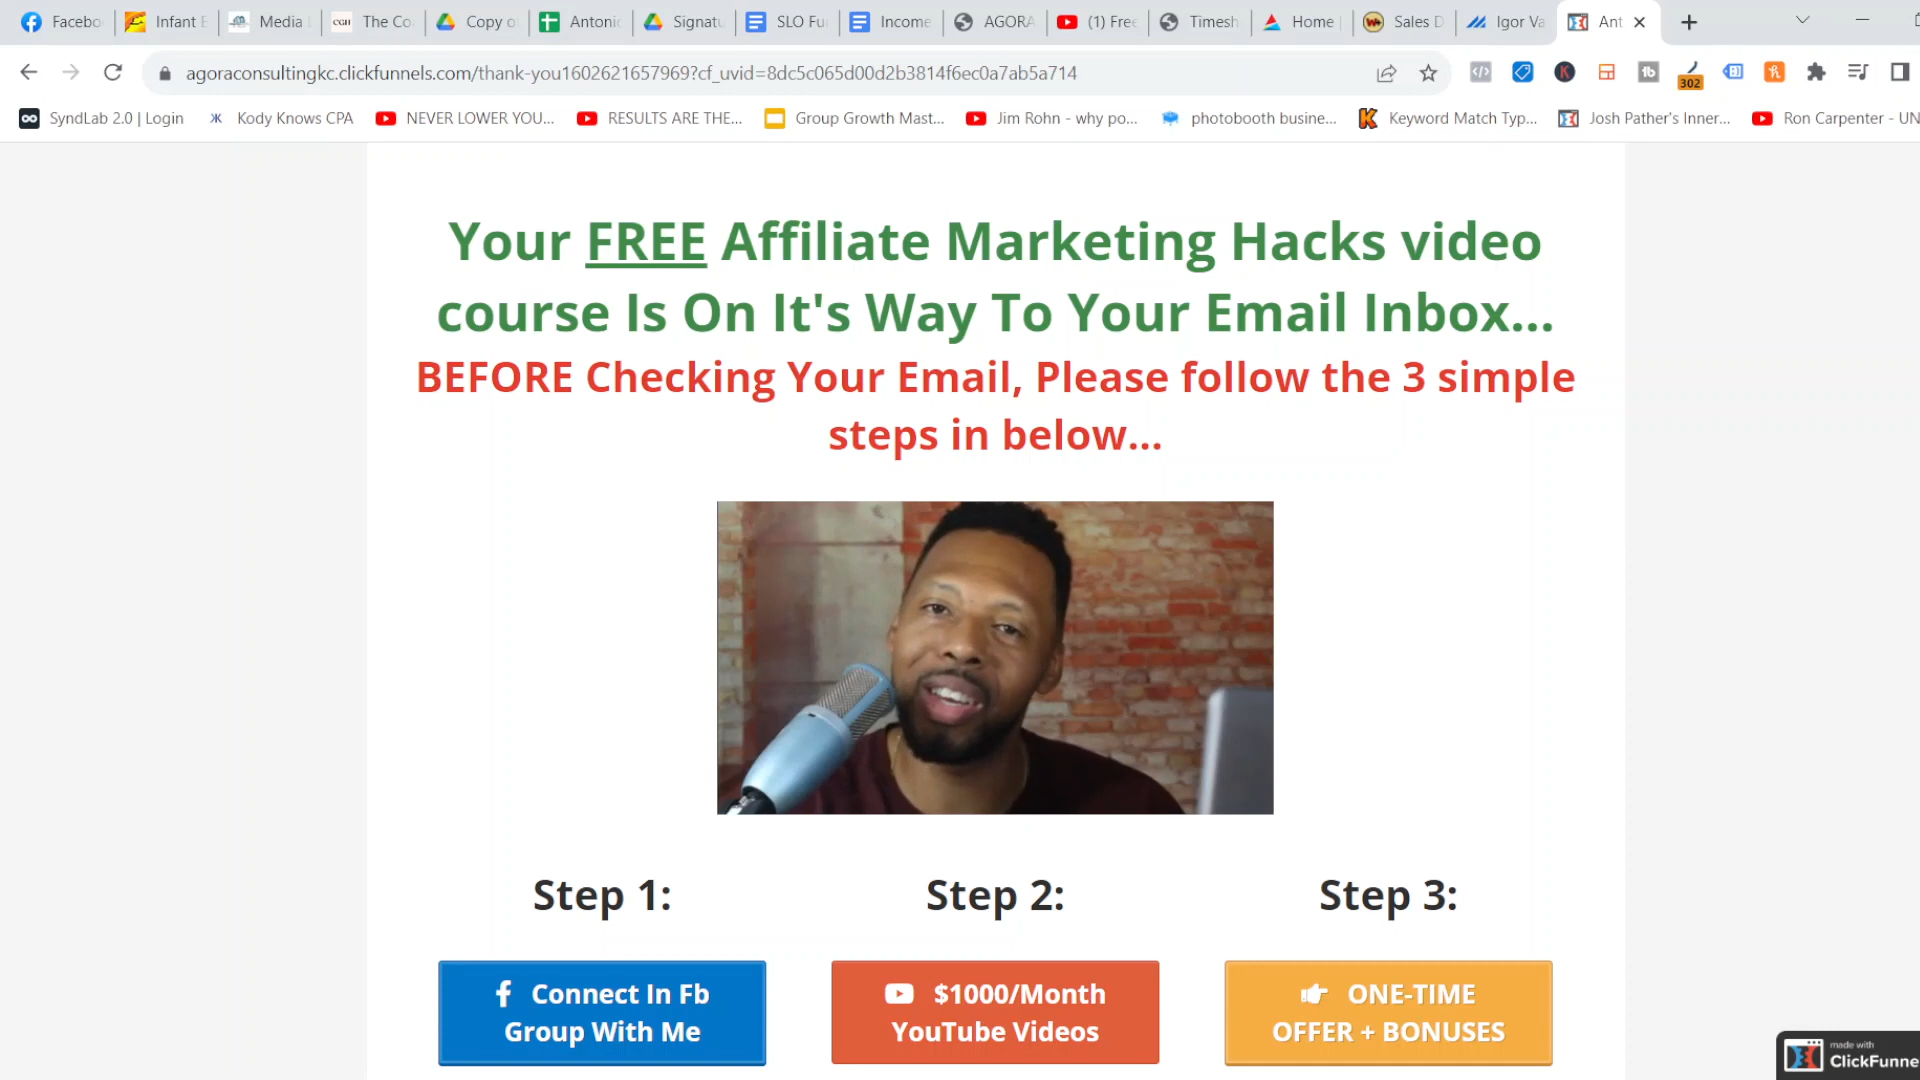 Facebo
Infant E
Media
The Co
Copy o
Antonio
Signatu
SLO Fu
Income
AGORA
(1) Free
Timesh
Home
Sales D
Igor Va
Ant
agoraconsultingkc.clickfunnels.com/thank-you1602621657969?cf_uvid=8dc5c065d00d2b3814f6ec0a7ab5a714
302
SyndLab 2.0 | Login
Kody Knows CPA
NEVER LOWER YOU...
RESULTS ARE THE...
Group Growth Mast...
Jim Rohn - why po...
photobooth busine...
Keyword Match Typ...
Josh Pather's Inner...
Ron Carpenter - UN
Your FREE Affiliate Marketing Hacks video
course Is On It's Way To Your Email Inbox...
BEFORE Checking Your Email, Please follow the 3 simple
steps in below...
Step 1:
Step 2:
Step 3:
Connect In Fb
Group With Me
$1000/Month
YouTube Videos
ONE-TIME
OFFER + BONUSES
made with
ClickFunne